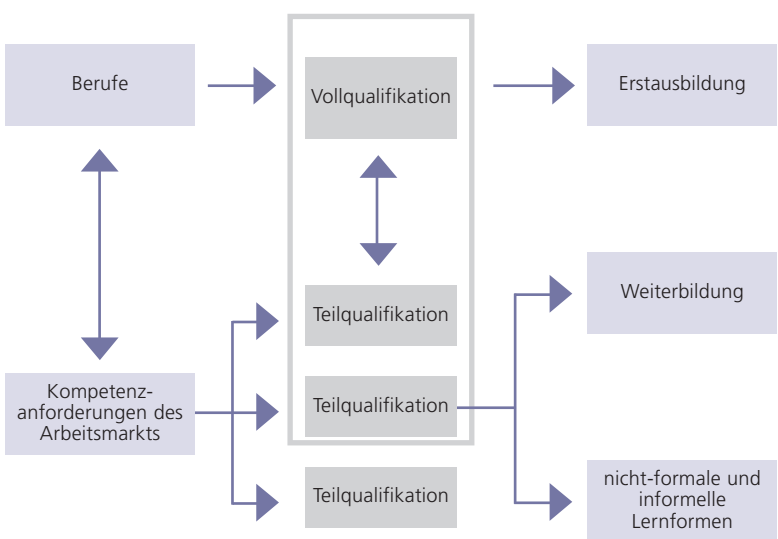 Berufe
Vollqualifikation
Erstausbildung
Teilqualifikation
Weiterbildung
Kompetenz-
anforderungen des
Arbeitsmarkts
Teilqualifikation
Teilqualifikation
nicht-formale und
informelle
Lernformen